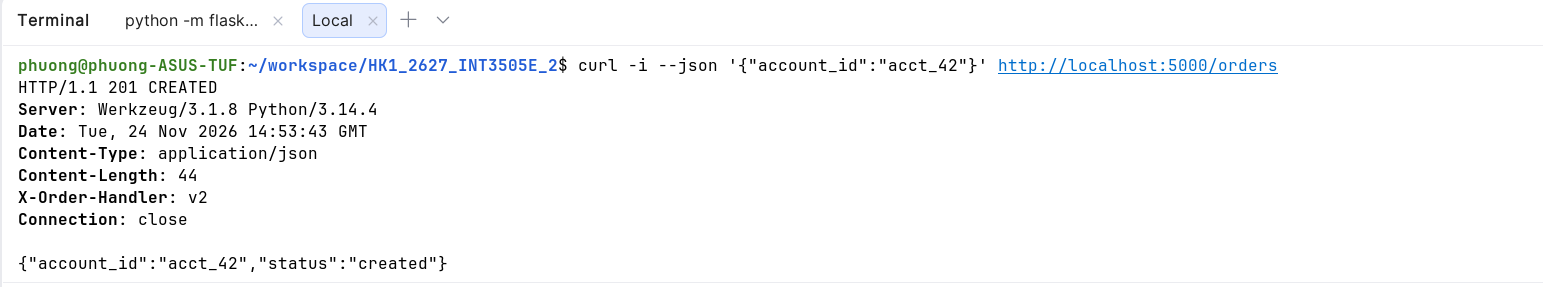 Terminal python -m flask... × Local ×
phuong@phuong-ASUS-TUF:~/workspace/HK1_2627_INT3505E_2$ curl -i --json '{"account_id":"acct_42"}' http://localhost:5000/orders
HTTP/1.1 201 CREATED
Server: Werkzeug/3.1.8 Python/3.14.4
Date: Tue, 24 Nov 2026 14:53:43 GMT
Content-Type: application/json
Content-Length: 44
X-Order-Handler: v2
Connection: close
{"account_id":"acct_42","status":"created"}